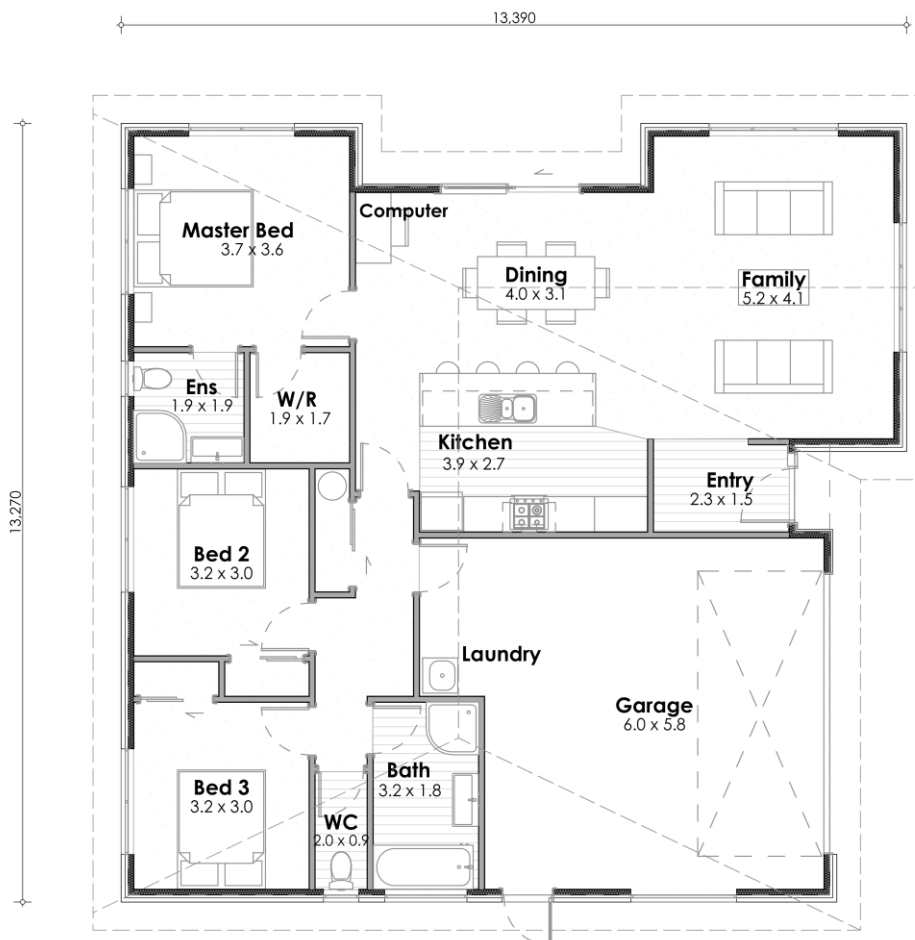 13,390
13,270
Computer
Master Bed
3.7 x 3.6
Dining
4.0 x 3.1
Family
5.2 x 4.1
Ens
1.9 x 1.9
W/R
1.9 x 1.7
Kitchen
3.9 x 2.7
Entry
2.3 x 1.5
Bed 2
3.2 x 3.0
Laundry
Garage
6.0 x 5.8
Bed 3
3.2 x 3.0
Bath
3.2 x 1.8
WC
2.0 x 0.9